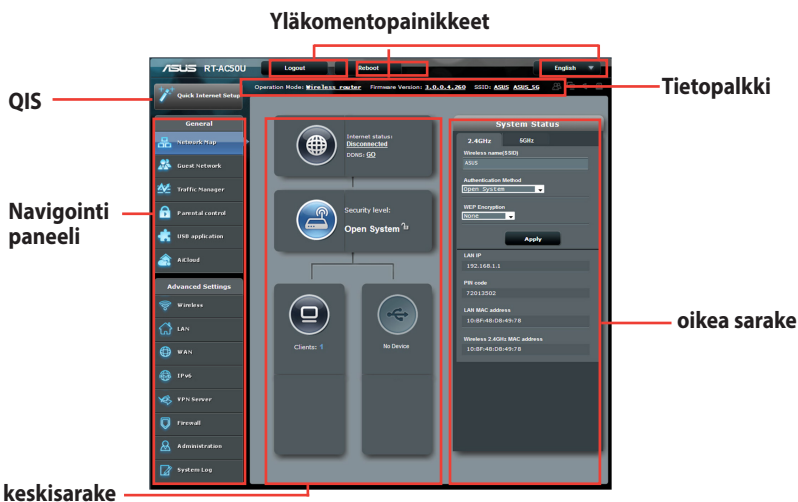 Yläkomentopainikkeet
ASUS RT-AC50U
Logout
Reboot
English
Tietopalkki
Operation Mode: Wireless router Firmware Version: 3.0.0.4.260 SSID: ASUS ASUS_5G
QIS
Quick Internet Setup
General
Network Map
Guest Network
Traffic Manager
Parental control
USB application
AiCloud
Navigointi
paneeli
Advanced Settings
Wireless
LAN
WAN
IPv6
VPN Server
Firewall
Administration
System Log
Internet status:
Disconnected
DDNS: GO
Security level:
Open System
Clients: 1
No Device
System Status
2.4GHz 5GHz
Wireless name(SSID)
ASUS
Authentication Method
Open System
WEP Encryption
None
Apply
LAN IP
192.168.1.1
PIN code
72013502
LAN MAC address
10:BF:48:D8:49:78
Wireless 2.4GHz MAC address
10:BF:48:D8:49:78
oikea sarake
keskisarake